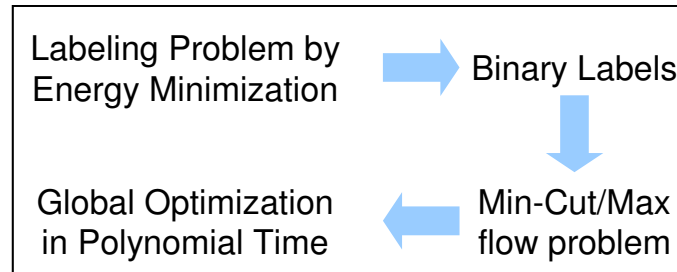 Labeling Problem by
Energy Minimization
Binary Labels
Min-Cut/Max
flow problem
Global Optimization
in Polynomial Time